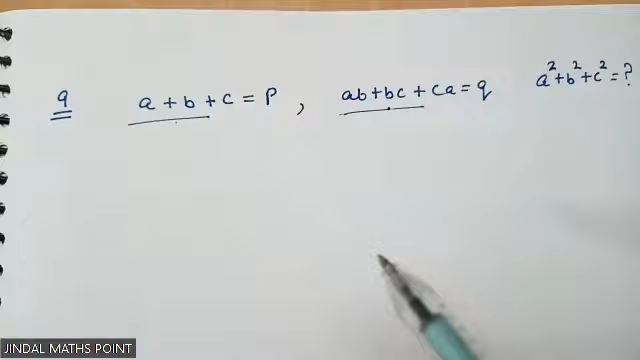 q a + b + c = p , ab+bc + ca = q a²+b²+c² = ?
JINDAL MATHS POINT